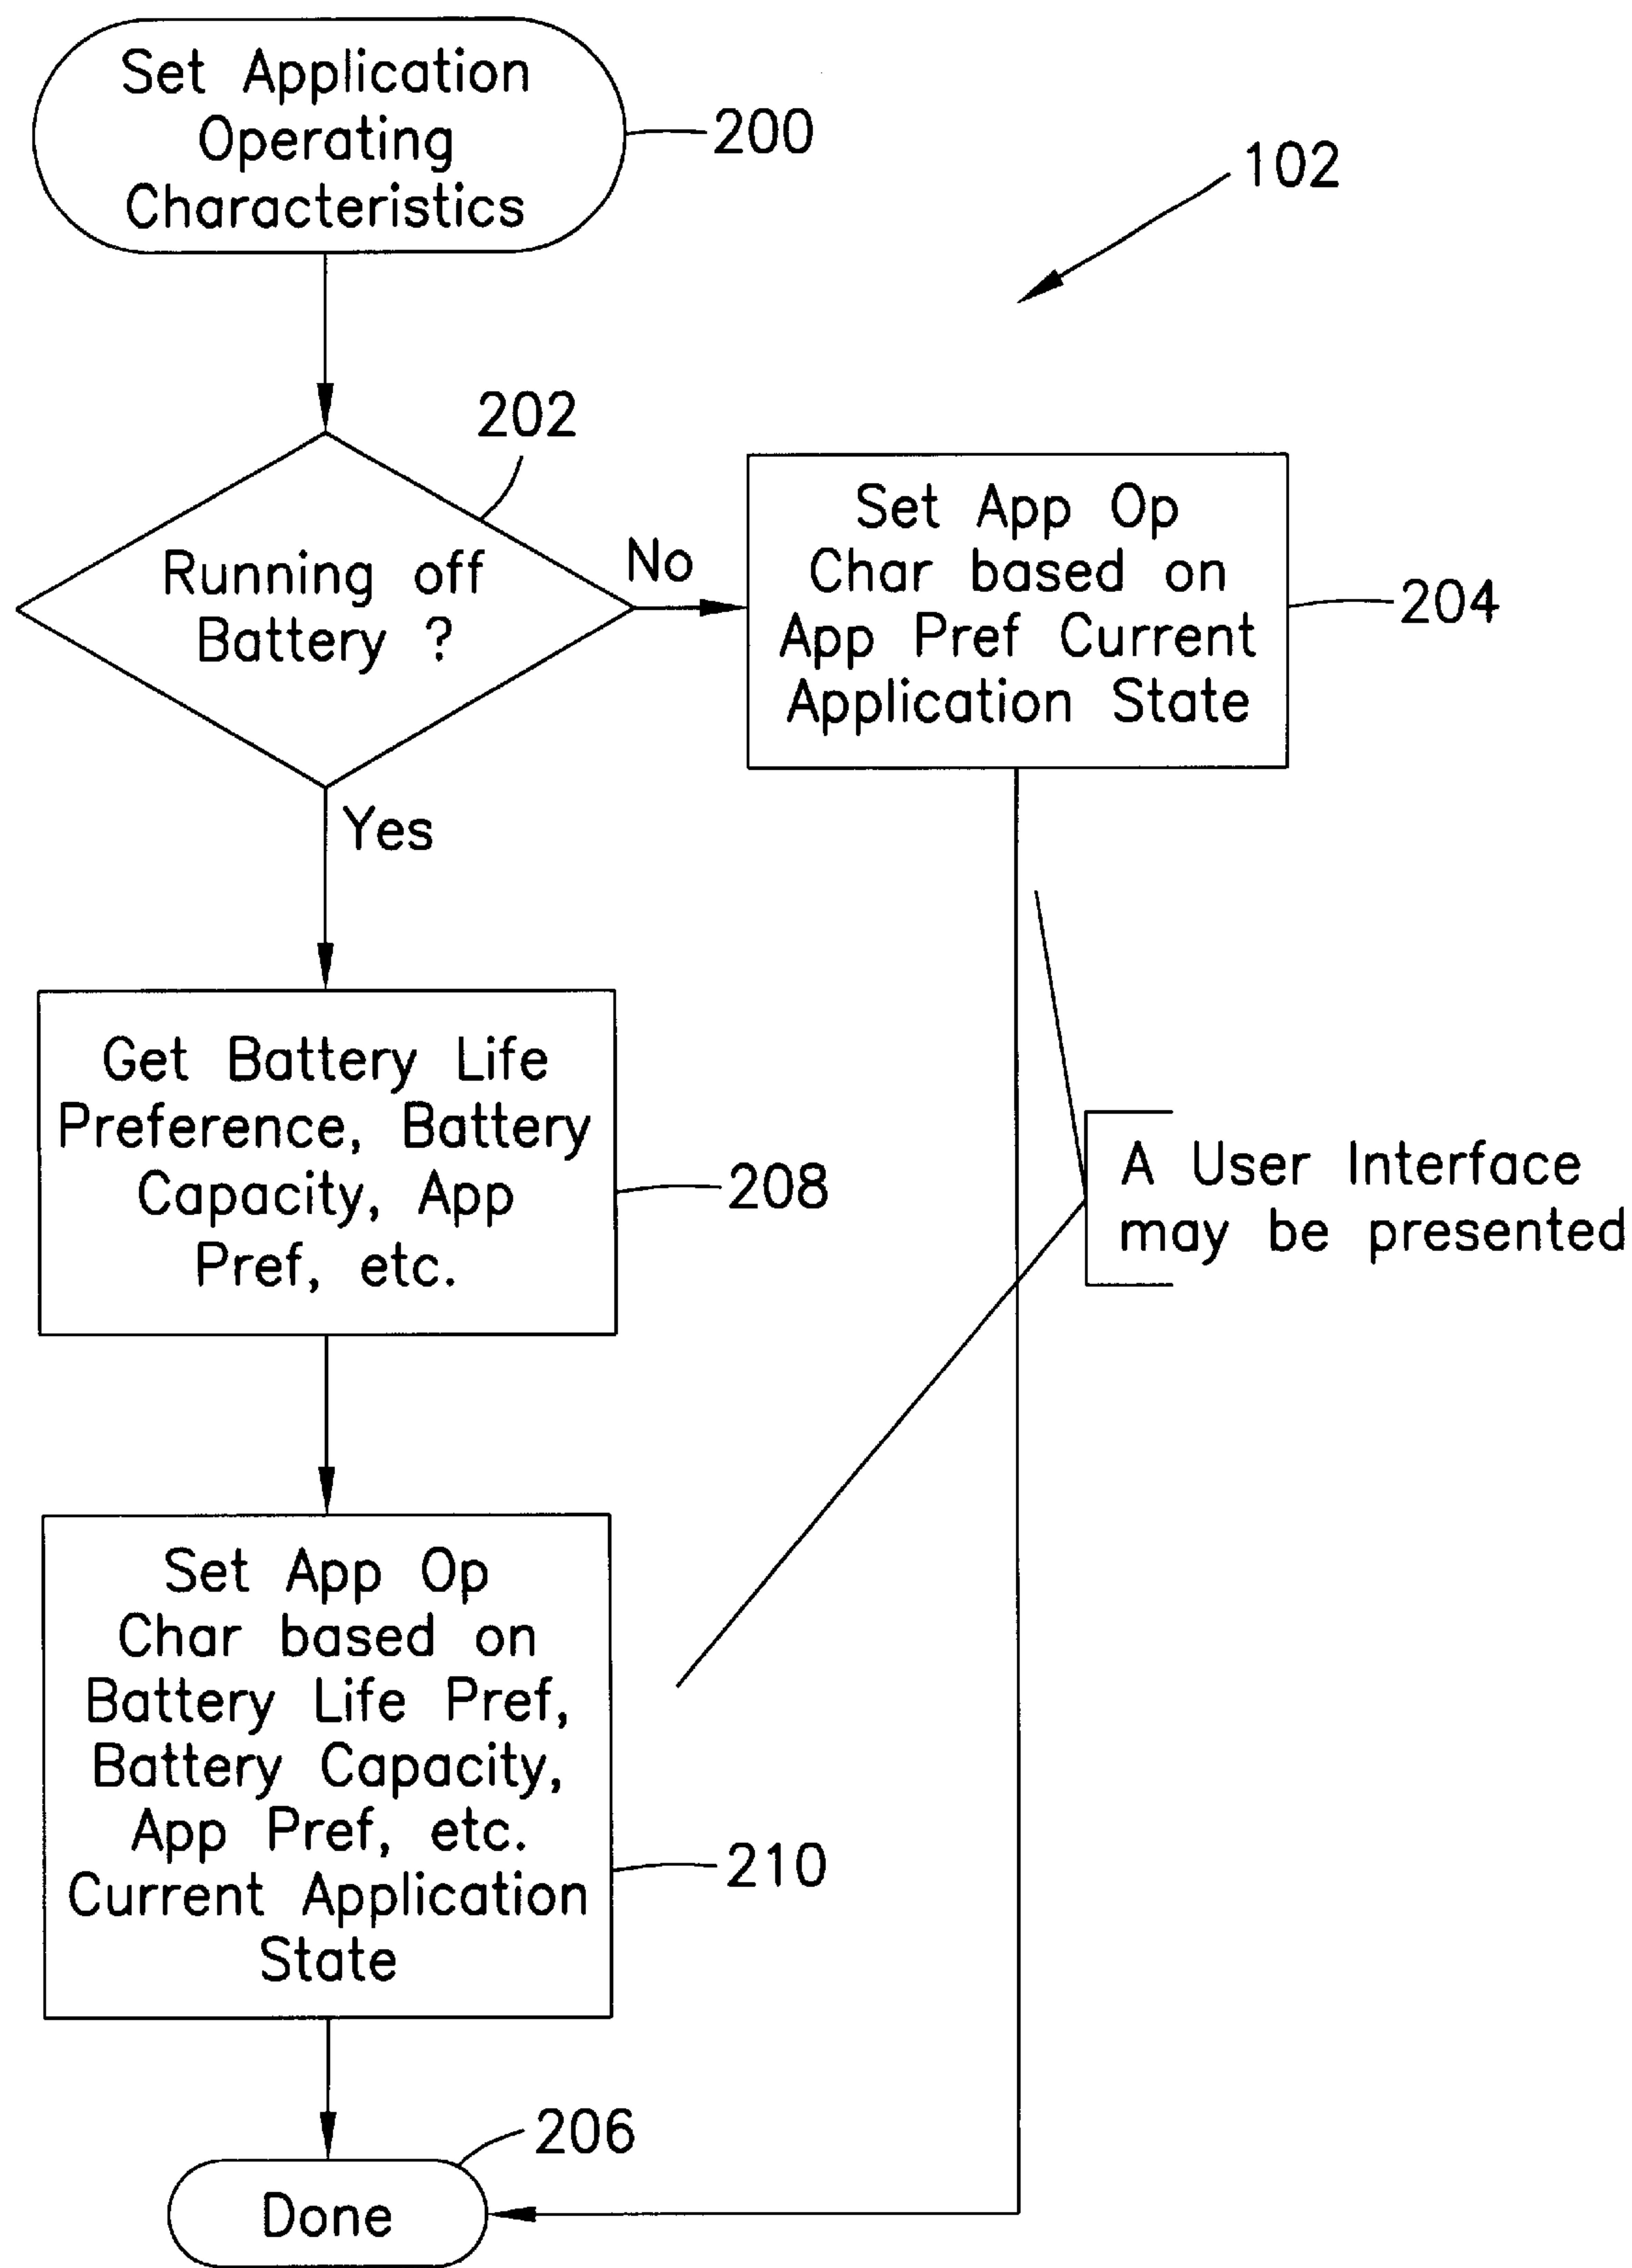 Set Application
Operating
Characteristics
200
102
202
Running off
Battery ?
No
Set App Op
Char based on
App Pref Current
Application State
204
Yes
Get Battery Life
Preference, Battery
Capacity, App
Pref, etc.
208
A User Interface
may be presented
Set App Op
Char based on
Battery Life Pref,
Battery Capacity,
App Pref, etc.
Current Application
State
210
206
Done